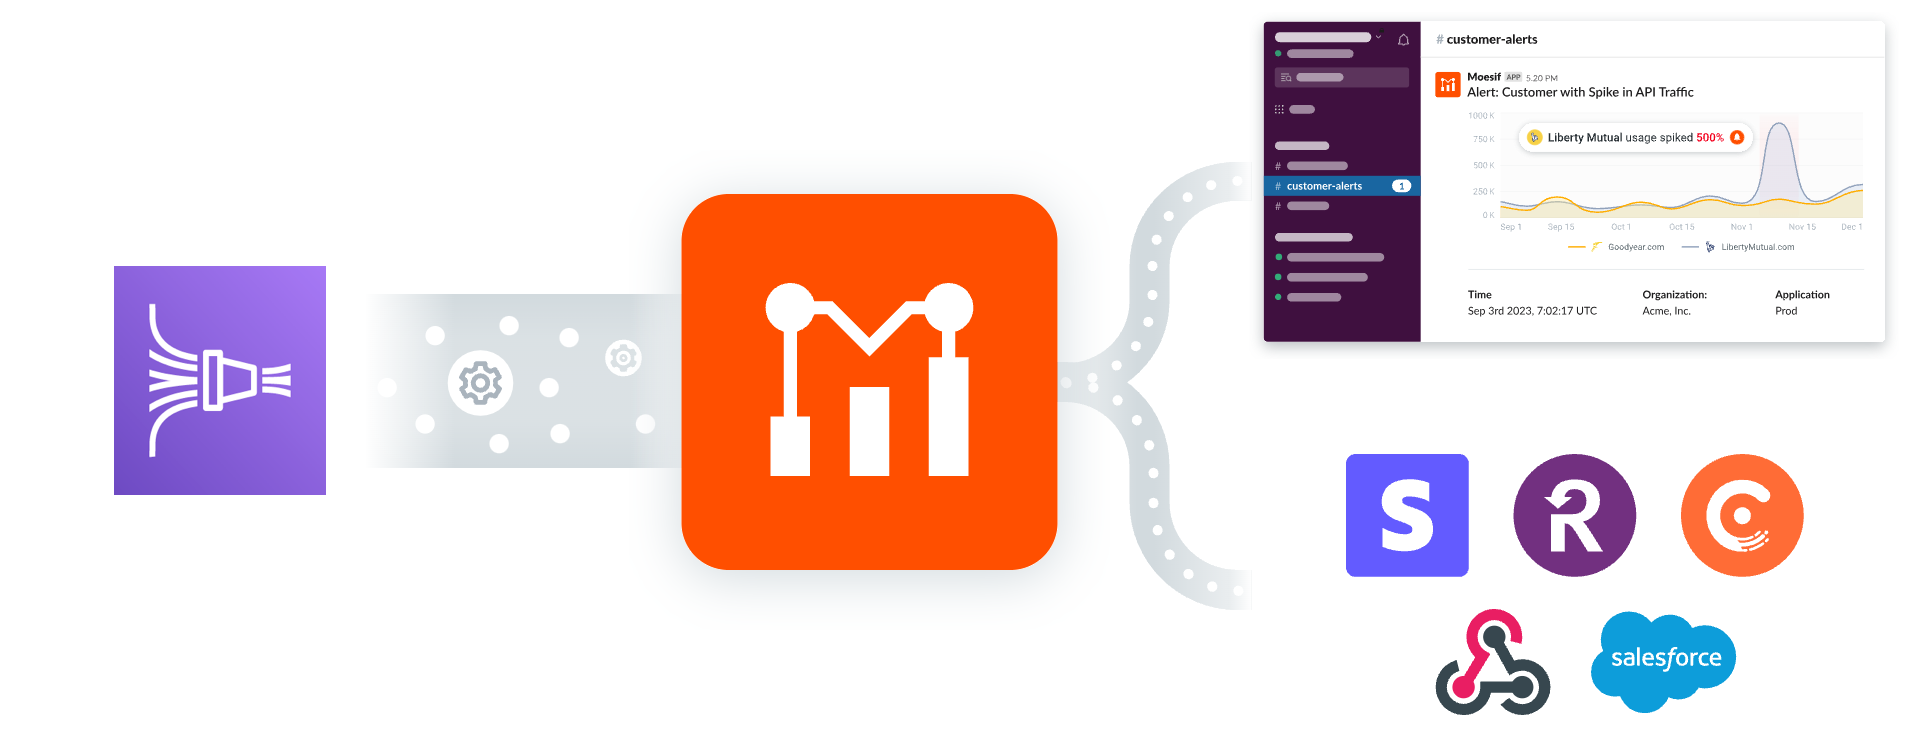 # customer-alerts
Moesif APP 5.20 PM
Alert: Customer with Spike in API Traffic
1000 K
750 K
500 K
250 K
0 K
Liberty Mutual usage spiked 500%
Sep 1 Sep 15 Oct 1 Oct 15 Nov 1 Nov 15 Dec 1
Goodyear.com LibertyMutual.com
Time Organization: Application
Sep 3rd 2023, 7:02:17 UTC Acme, Inc. Prod
#
# customer-alerts 1
#
S R C
salesforce